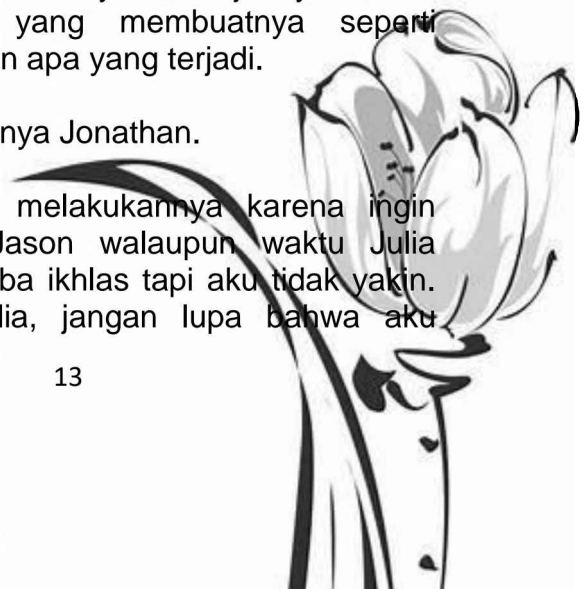 yang membuatnya seperti
n apa yang terjadi.
nya Jonathan.
melakukannya karena ingin
Jason walaupun waktu Julia
ba ikhlas tapi aku tidak yakin.
lia, jangan lupa bahwa aku
13